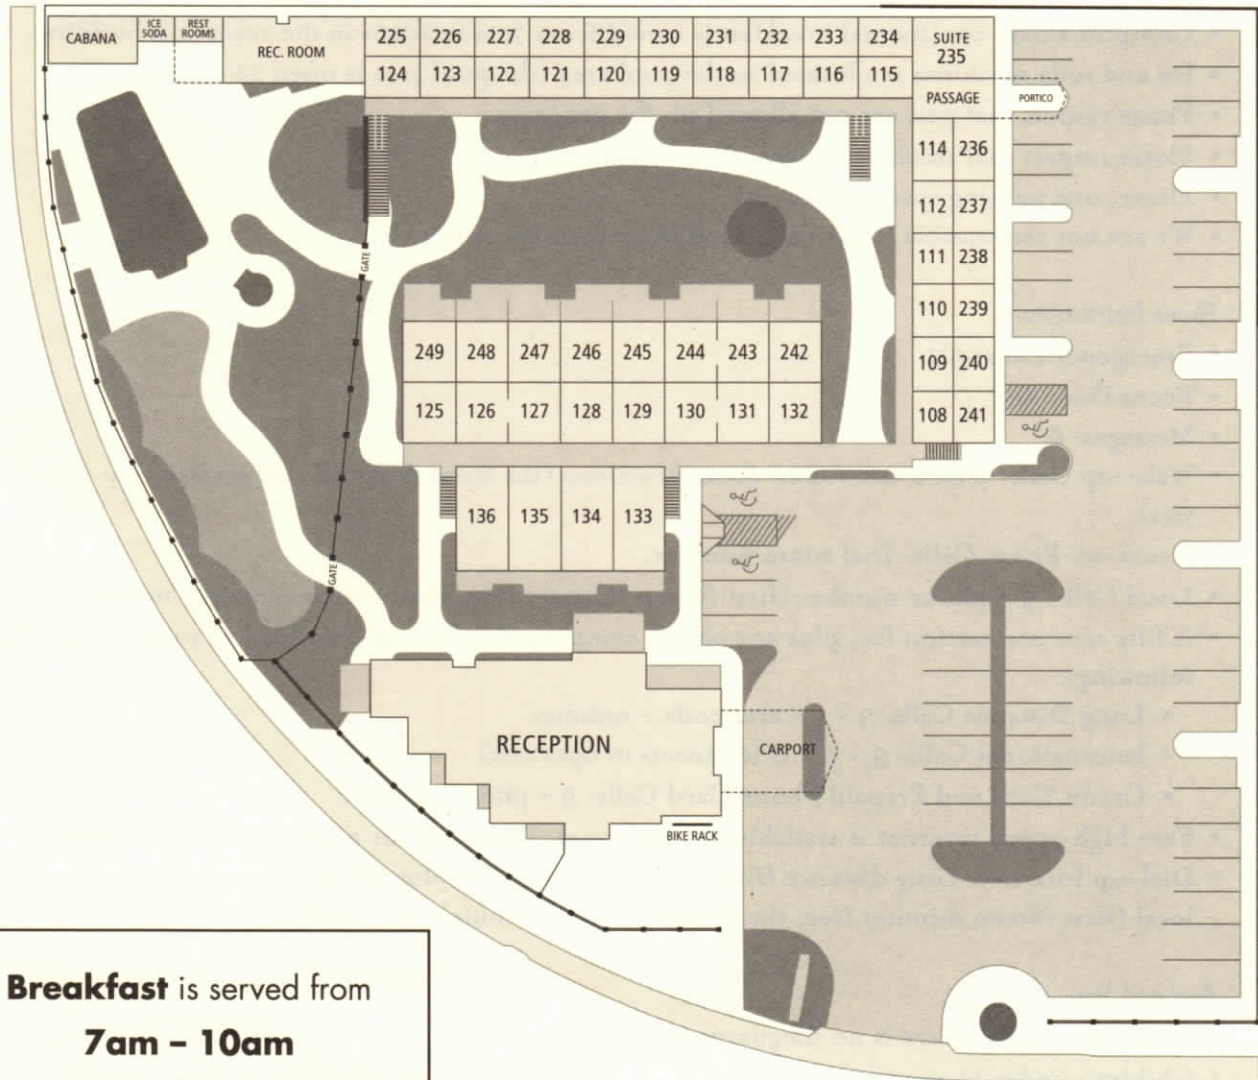 CABANA
ICE
SODA
REST
ROOMS
REC. ROOM
225 226 227 228 229 230 231 232 233 234
124 123 122 121 120 119 118 117 116 115
SUITE
235
PASSAGE
PORTICO
114 236
112 237
111 238
110 239
109 240
108 241
GATE
249 248 247 246 245 244 243 242
125 126 127 128 129 130 131 132
136 135 134 133
GATE
RECEPTION
CARPORT
BIKE RACK
Breakfast is served from
7am – 10am